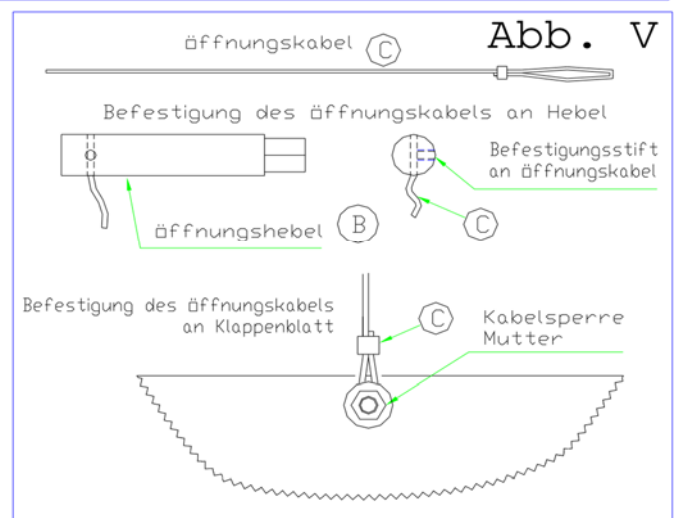 Abb. V
Öffnungskabel C
Befestigung des Öffnungskabels an Hebel
Befestigungsstift
an Öffnungskabel
Öffnungshebel B
C
Befestigung des Öffnungskabels
an Klappenblatt
C
Kabelsperre
Mutter